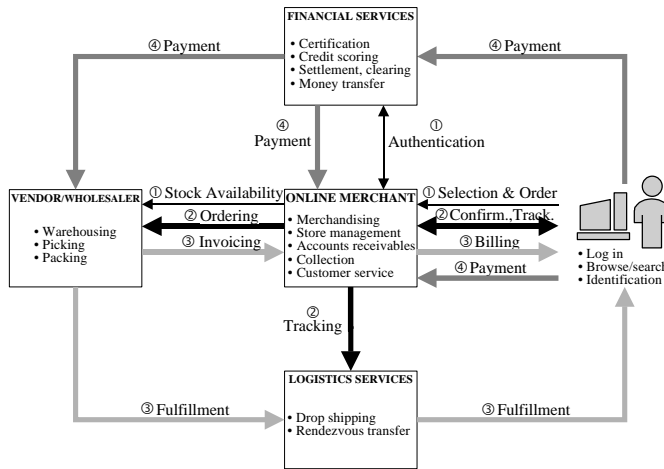 FINANCIAL SERVICES
• Certification
• Credit scoring
• Settlement, clearing
• Money transfer
④ Payment
④ Payment
④
Payment
①
Authentication
VENDOR/WHOLESALER
• Warehousing
• Picking
• Packing
① Stock Availability
② Ordering
③ Invoicing
ONLINE MERCHANT
• Merchandising
• Store management
• Accounts receivables
• Collection
• Customer service
① Selection & Order
② Confirm.,Track.
③ Billing
④ Payment
• Log in
• Browse/search
• Identification
②
Tracking
LOGISTICS SERVICES
• Drop shipping
• Rendezvous transfer
③ Fulfillment
③ Fulfillment